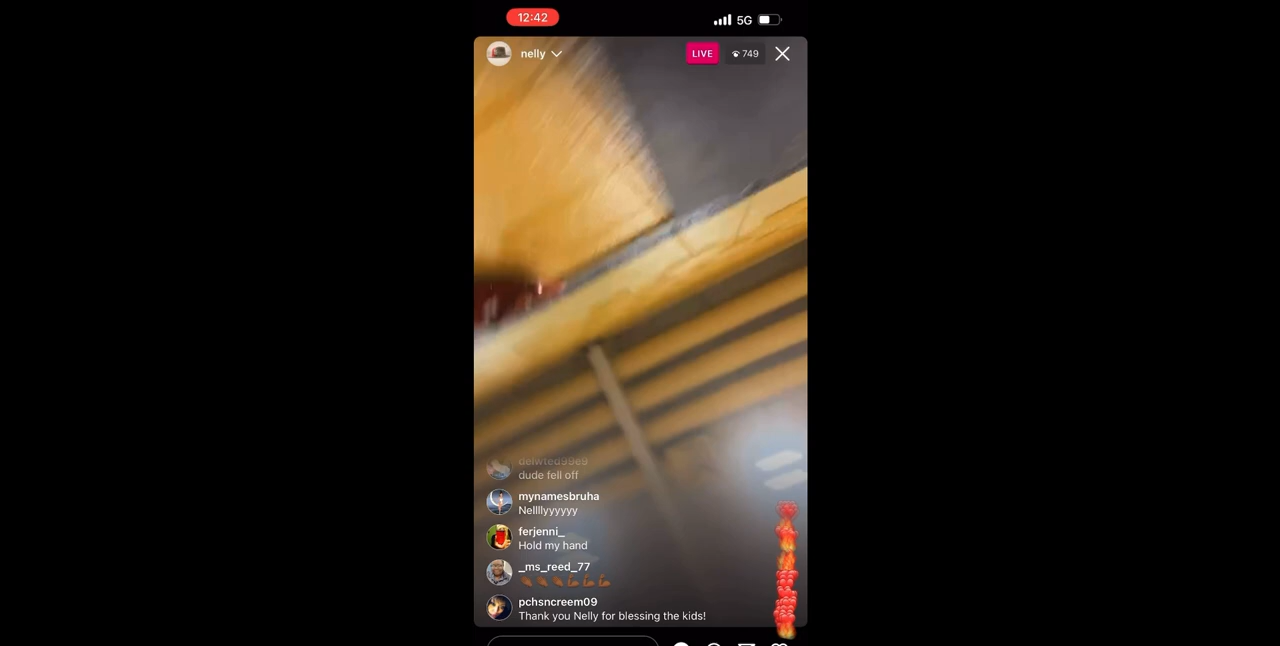 12:42
5G
nelly
LIVE
749
delwted99e9
dude fell off
mynamesbruha
Nellllyyyyyy
ferjenni_
Hold my hand
_ms_reed_77
👏🏾👏🏾👏🏾💪🏾💪🏾💪🏾
pchsncreem09
Thank you Nelly for blessing the kids!